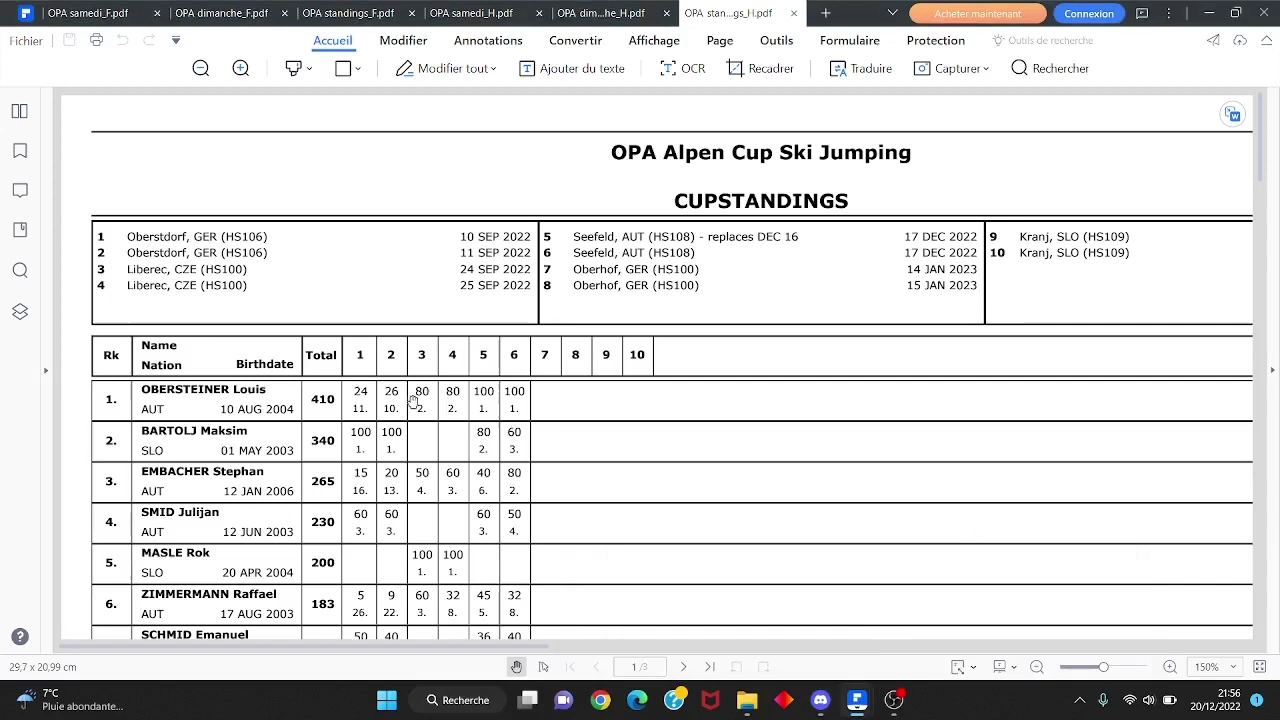 OPA samedi_F.pdf × OPA dimanche_F.pdf × OPA standings_F.pdf × OPA samedi_H.pdf × OPA dim...he_H.pdf × OPA stan...gs_H.pdf × + Acheter maintenant Connexion
Fichier Accueil Modifier Annotations Convertir Affichage Page Outils Formulaire Protection Outils de recherche
Modifier tout Ajouter du texte OCR Recadrer Traduire Capturer Rechercher
OPA Alpen Cup Ski Jumping
CUPSTANDINGS
1 Oberstdorf, GER (HS106) 10 SEP 2022 5 Seefeld, AUT (HS108) - replaces DEC 16 17 DEC 2022 9 Kranj, SLO (HS109)
2 Oberstdorf, GER (HS106) 11 SEP 2022 6 Seefeld, AUT (HS108) 17 DEC 2022 10 Kranj, SLO (HS109)
3 Liberec, CZE (HS100) 24 SEP 2022 7 Oberhof, GER (HS100) 14 JAN 2023
4 Liberec, CZE (HS100) 25 SEP 2022 8 Oberhof, GER (HS100) 15 JAN 2023
Rk Name Total 1 2 3 4 5 6 7 8 9 10
Nation Birthdate
1. OBERSTEINER Louis 410 24 26 80 80 100 100
AUT 10 AUG 2004 11. 10. 2. 2. 1. 1.
2. BARTOLJ Maksim 340 100 100 80 60
SLO 01 MAY 2003 1. 1. 2. 3.
3. EMBACHER Stephan 265 15 20 50 60 40 80
AUT 12 JAN 2006 16. 13. 4. 3. 6. 2.
4. SMID Julijan 230 60 60 60 50
AUT 12 JUN 2003 3. 3. 3. 4.
5. MASLE Rok 200 100 100
SLO 20 APR 2004 1. 1.
6. ZIMMERMANN Raffael 183 5 9 60 32 45 32
AUT 17 AUG 2003 26. 22. 3. 8. 5. 8.
SCHMID Emanuel 50 40 36 40
29,7 x 20,99 cm 1/3 150%
7°C
Pluie abondante... Recherche 21:56
20/12/2022